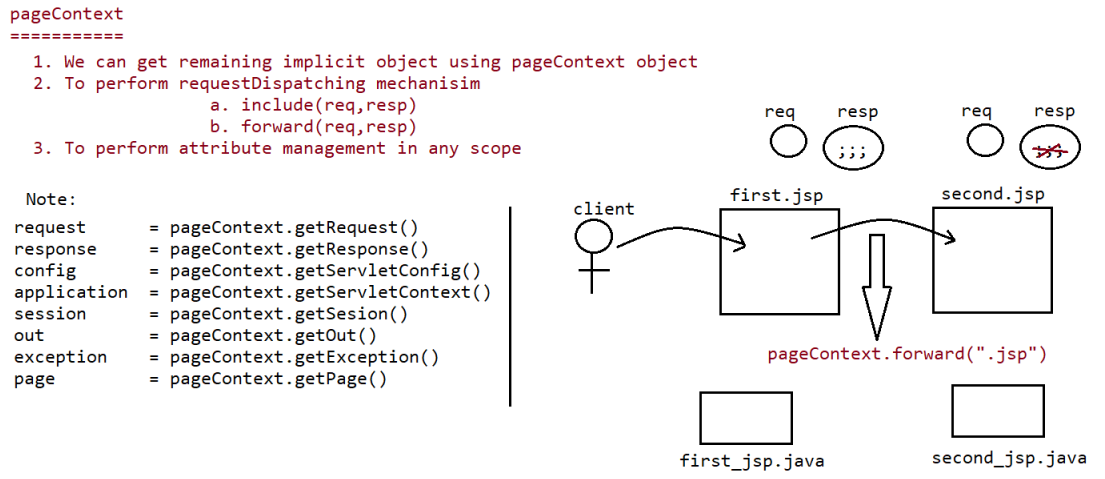 pageContext
===========
1. We can get remaining implicit object using pageContext object
2. To perform requestDispatching mechanisim
a. include(req,resp)
b. forward(req,resp)
3. To perform attribute management in any scope
Note:
request = pageContext.getRequest()
response = pageContext.getResponse()
config = pageContext.getServletConfig()
application = pageContext.getServletContext()
session = pageContext.getSesion()
out = pageContext.getOut()
exception = pageContext.getException()
page = pageContext.getPage()
req resp req resp
;;; ;;;
client first.jsp second.jsp
pageContext.forward(".jsp")
first_jsp.java second_jsp.java